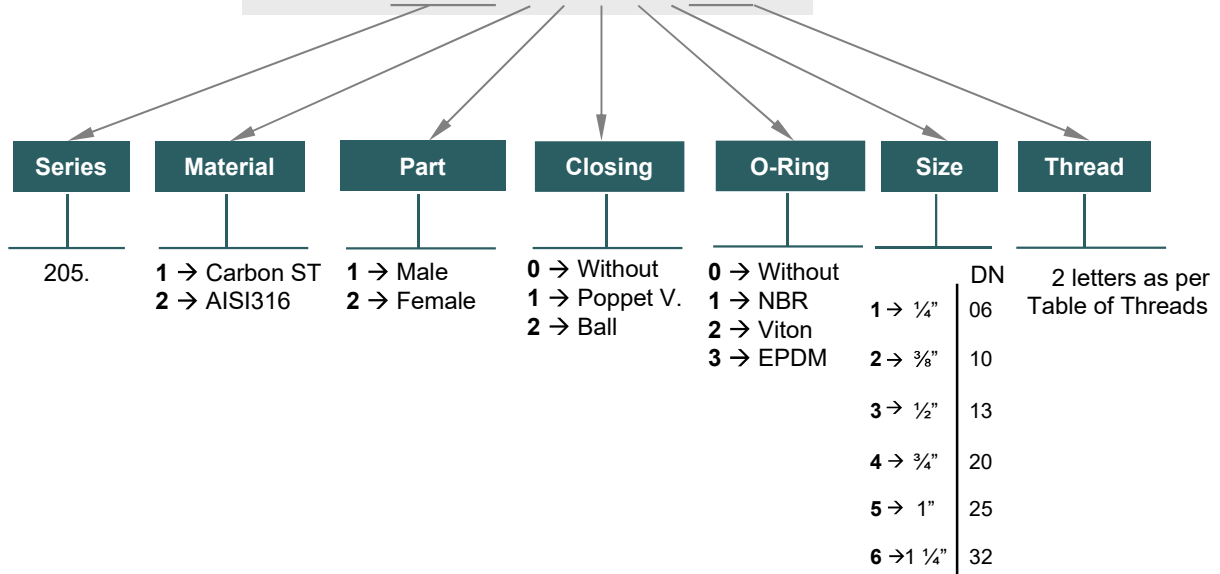 Series
Material
Part
Closing
O-Ring
Size
Thread
205.
1 → Carbon ST
2 → AISI316
1 → Male
2 → Female
0 → Without
1 → Poppet V.
2 → Ball
0 → Without
1 → NBR
2 → Viton
3 → EPDM
DN
1 → ¼” 06
2 → ⅜” 10
3 → ½” 13
4 → ¾” 20
5 → 1” 25
6 →1 ¼” 32
2 letters as per
Table of Threads